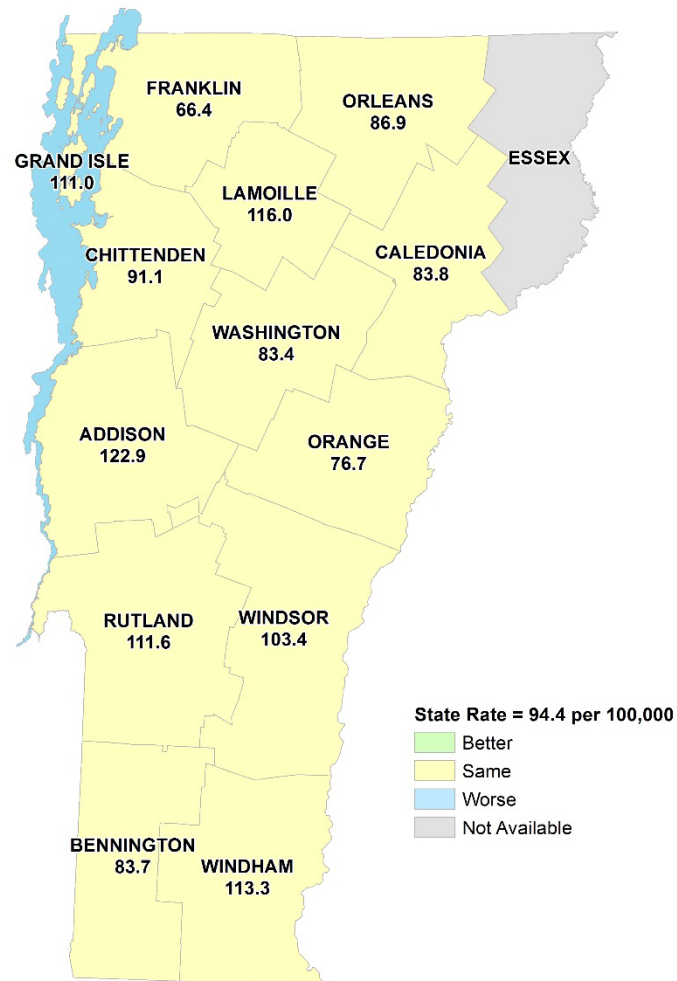 FRANKLIN
66.4
ORLEANS
86.9
ESSEX
GRAND ISLE
111.0
LAMOILLE
116.0
CHITTENDEN
91.1
CALEDONIA
83.8
WASHINGTON
83.4
ADDISON
122.9
ORANGE
76.7
RUTLAND
111.6
WINDSOR
103.4
BENNINGTON
83.7
WINDHAM
113.3
State Rate = 94.4 per 100,000
Better
Same
Worse
Not Available